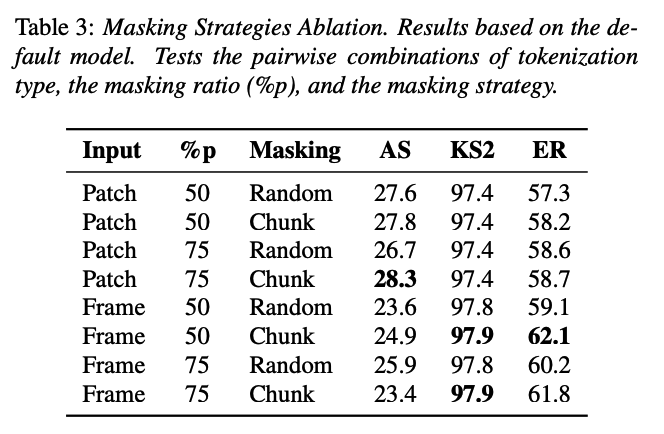 Table 3: Masking Strategies Ablation. Results based on the de-
fault model. Tests the pairwise combinations of tokenization
type, the masking ratio (%p), and the masking strategy.
Input %p Masking AS KS2 ER
Patch 50 Random 27.6 97.4 57.3
Patch 50 Chunk 27.8 97.4 58.2
Patch 75 Random 26.7 97.4 58.6
Patch 75 Chunk 28.3 97.4 58.7
Frame 50 Random 23.6 97.8 59.1
Frame 50 Chunk 24.9 97.9 62.1
Frame 75 Random 25.9 97.8 60.2
Frame 75 Chunk 23.4 97.9 61.8